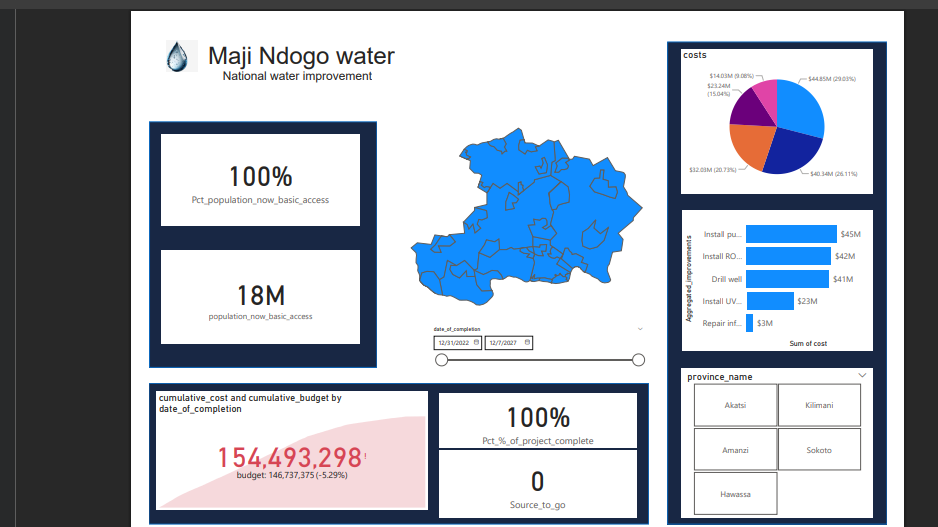 Maji Ndogo water
National water improvement
100%
Pct_population_now_basic_access
18M
population_now_basic_access
date_of_completion
12/31/2022
12/7/2027
cumulative_cost and cumulative_budget by
date_of_completion
154,493,298!
budget: 146,737,375 (-5.29%)
100%
Pct_%_of_project_complete
0
Source_to_go
costs
$14.03M (9.08%)
$44.85M (29.03%)
$23.24M
(15.04%)
$32.03M (20.73%)
$40.34M (26.11%)
Aggregated_improvements
Install pu... $45M
Install RO... $42M
Drill well $41M
Install UV... $23M
Repair inf... $3M
Sum of cost
province_name
Akatsi
Kilimani
Amanzi
Sokoto
Hawassa